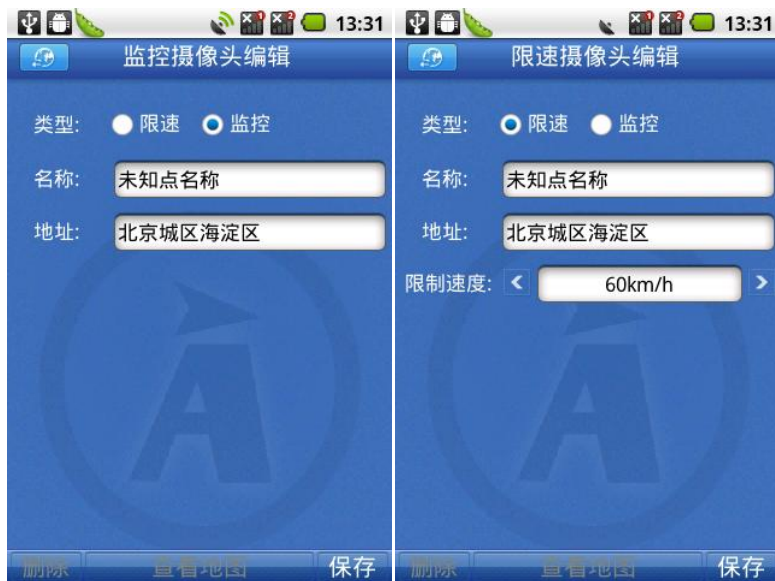 13:31
监控摄像头编辑
类型: 限速 监控
名称: 未知点名称
地址: 北京城区海淀区
删除 查看地图 保存
13:31
限速摄像头编辑
类型: 限速 监控
名称: 未知点名称
地址: 北京城区海淀区
限制速度: 60km/h
删除 查看地图 保存